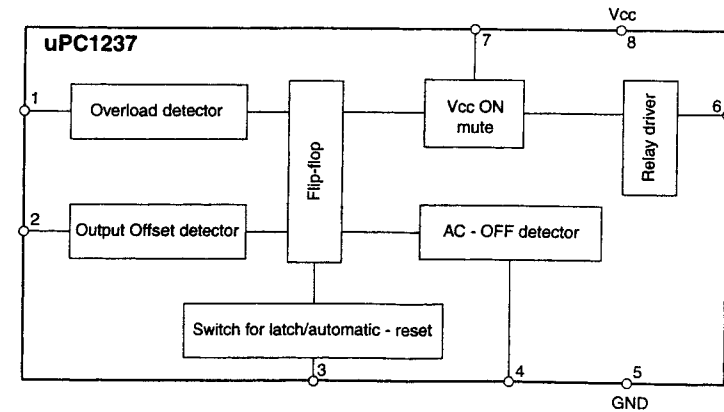 Vcc
uPC1237
7
8
1
Overload detector
Flip-flop
Vcc ON
mute
Relay driver
6
2
Output Offset detector
AC - OFF detector
Switch for latch/automatic - reset
3
4
5
GND